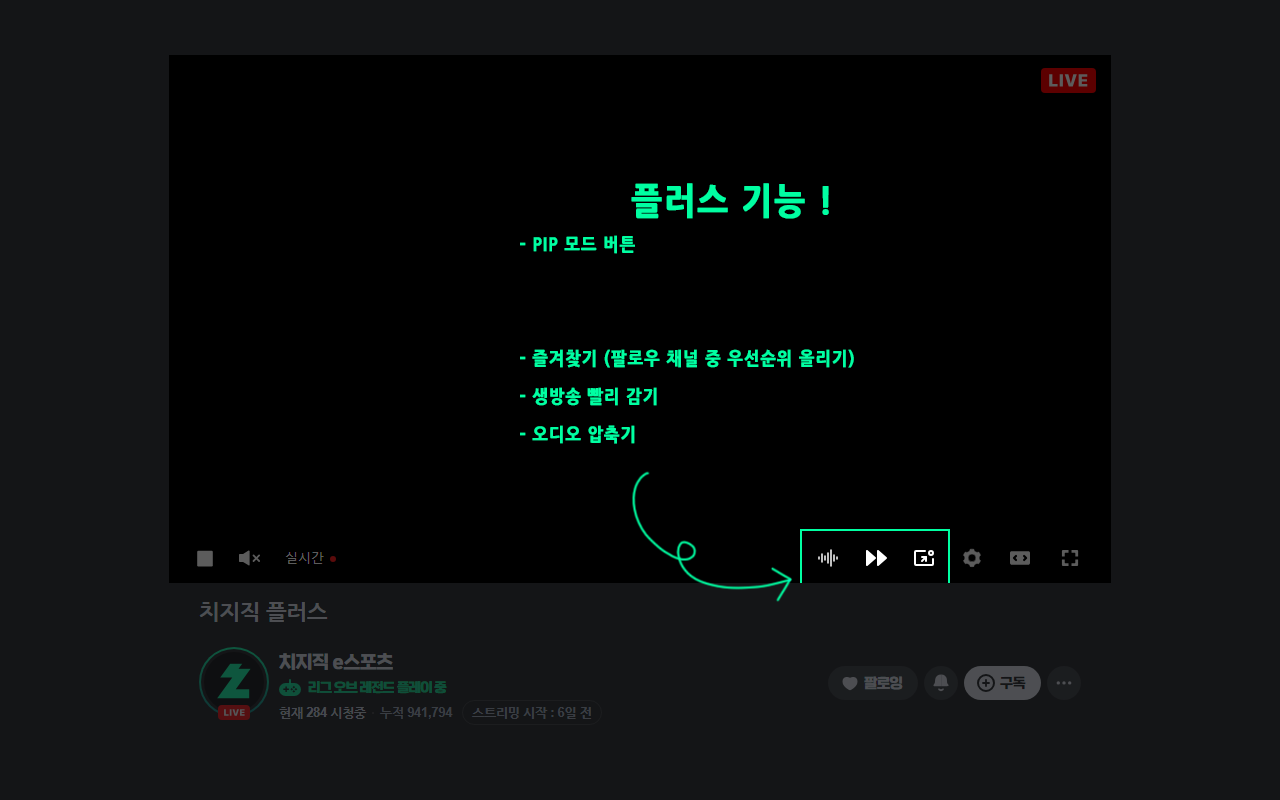 LIVE
플러스 기능 !
- PIP 모드 버튼
- 즐겨찾기 (팔로우 채널 중 우선순위 올리기)
- 생방송 빨리 감기
- 오디오 압축기
실시간
치지직 플러스
치지직 e스포츠
리그 오브 레전드 플레이 중
LIVE
현재 284 시청중 · 누적 941,794 스트리밍 시작 : 6일 전
팔로잉
구독